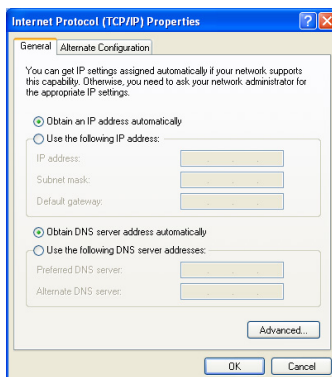 Internet Protocol (TCP/IP) Properties
General
Alternate Configuration
You can get IP settings assigned automatically if your network supports
this capability. Otherwise, you need to ask your network administrator for
the appropriate IP settings.
Obtain an IP address automatically
Use the following IP address:
IP address:
Subnet mask:
Default gateway:
Obtain DNS server address automatically
Use the following DNS server addresses:
Preferred DNS server:
Alternate DNS server:
Advanced...
OK
Cancel